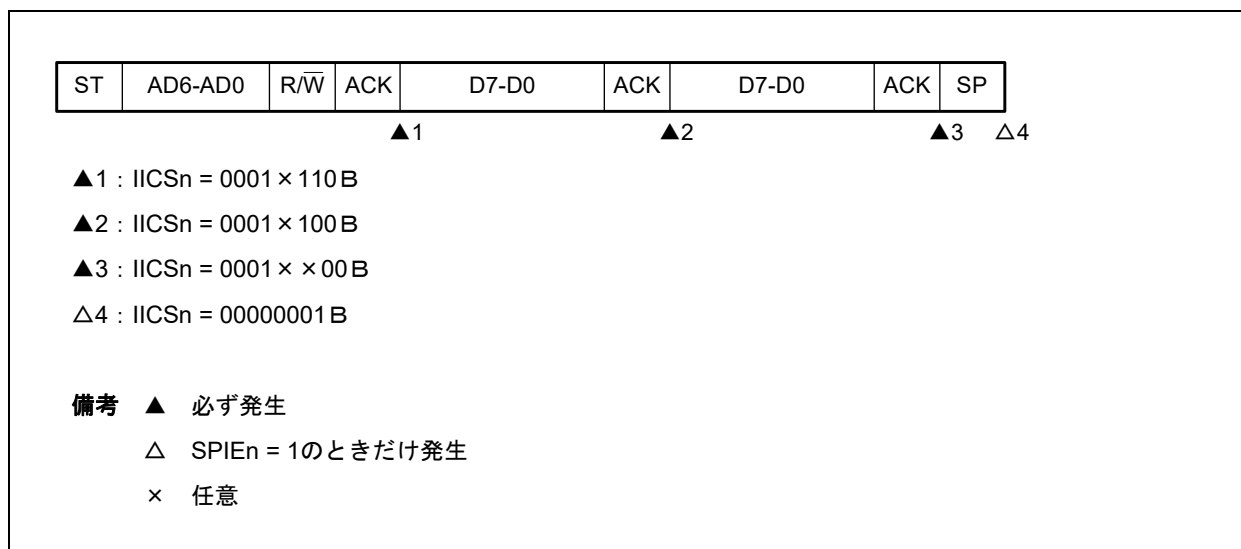 ST AD6-AD0 R/W̅ ACK D7-D0 ACK D7-D0 ACK SP
▲1 ▲2 ▲3 △4
▲1：IICSn = 0001×110B
▲2：IICSn = 0001×100B
▲3：IICSn = 0001××00B
△4：IICSn = 00000001B
備考 ▲ 必ず発生
△ SPIEn = 1のときだけ発生
× 任意